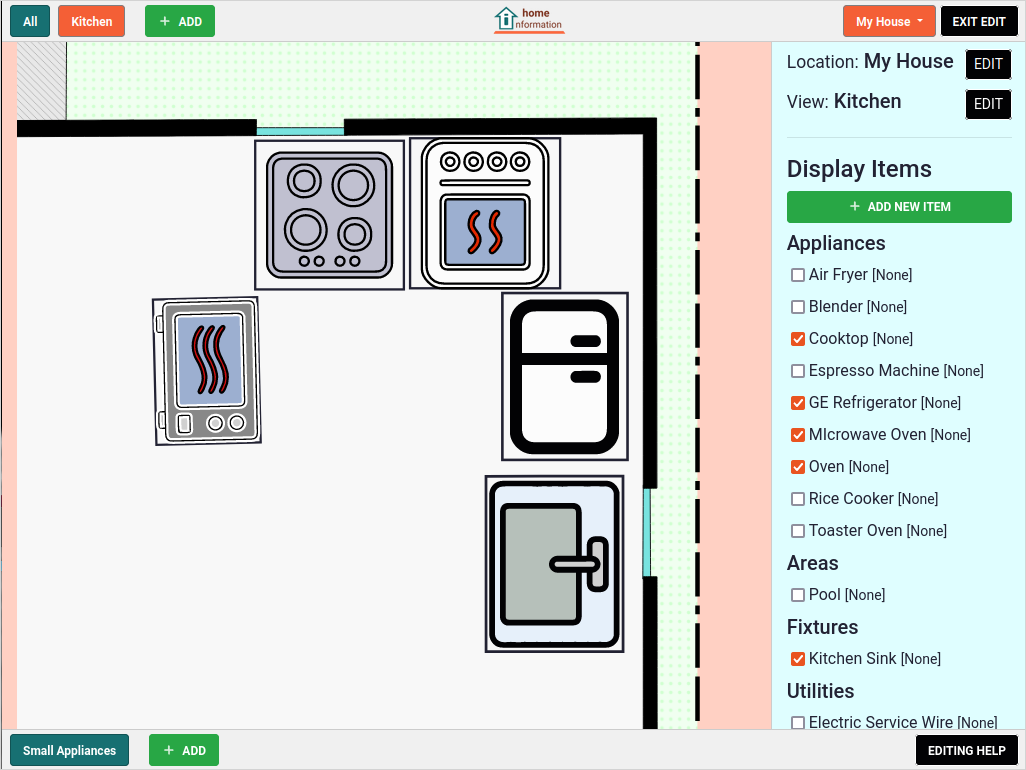 All
Kitchen
+ ADD
home
information
My House
EXIT EDIT
Location: My House
EDIT
View: Kitchen
EDIT
Display Items
+ ADD NEW ITEM
Appliances
Air Fryer [None]
Blender [None]
Cooktop [None]
Espresso Machine [None]
GE Refrigerator [None]
MIcrowave Oven [None]
Oven [None]
Rice Cooker [None]
Toaster Oven [None]
Areas
Pool [None]
Fixtures
Kitchen Sink [None]
Utilities
Electric Service Wire [None]
Small Appliances
+ ADD
EDITING HELP